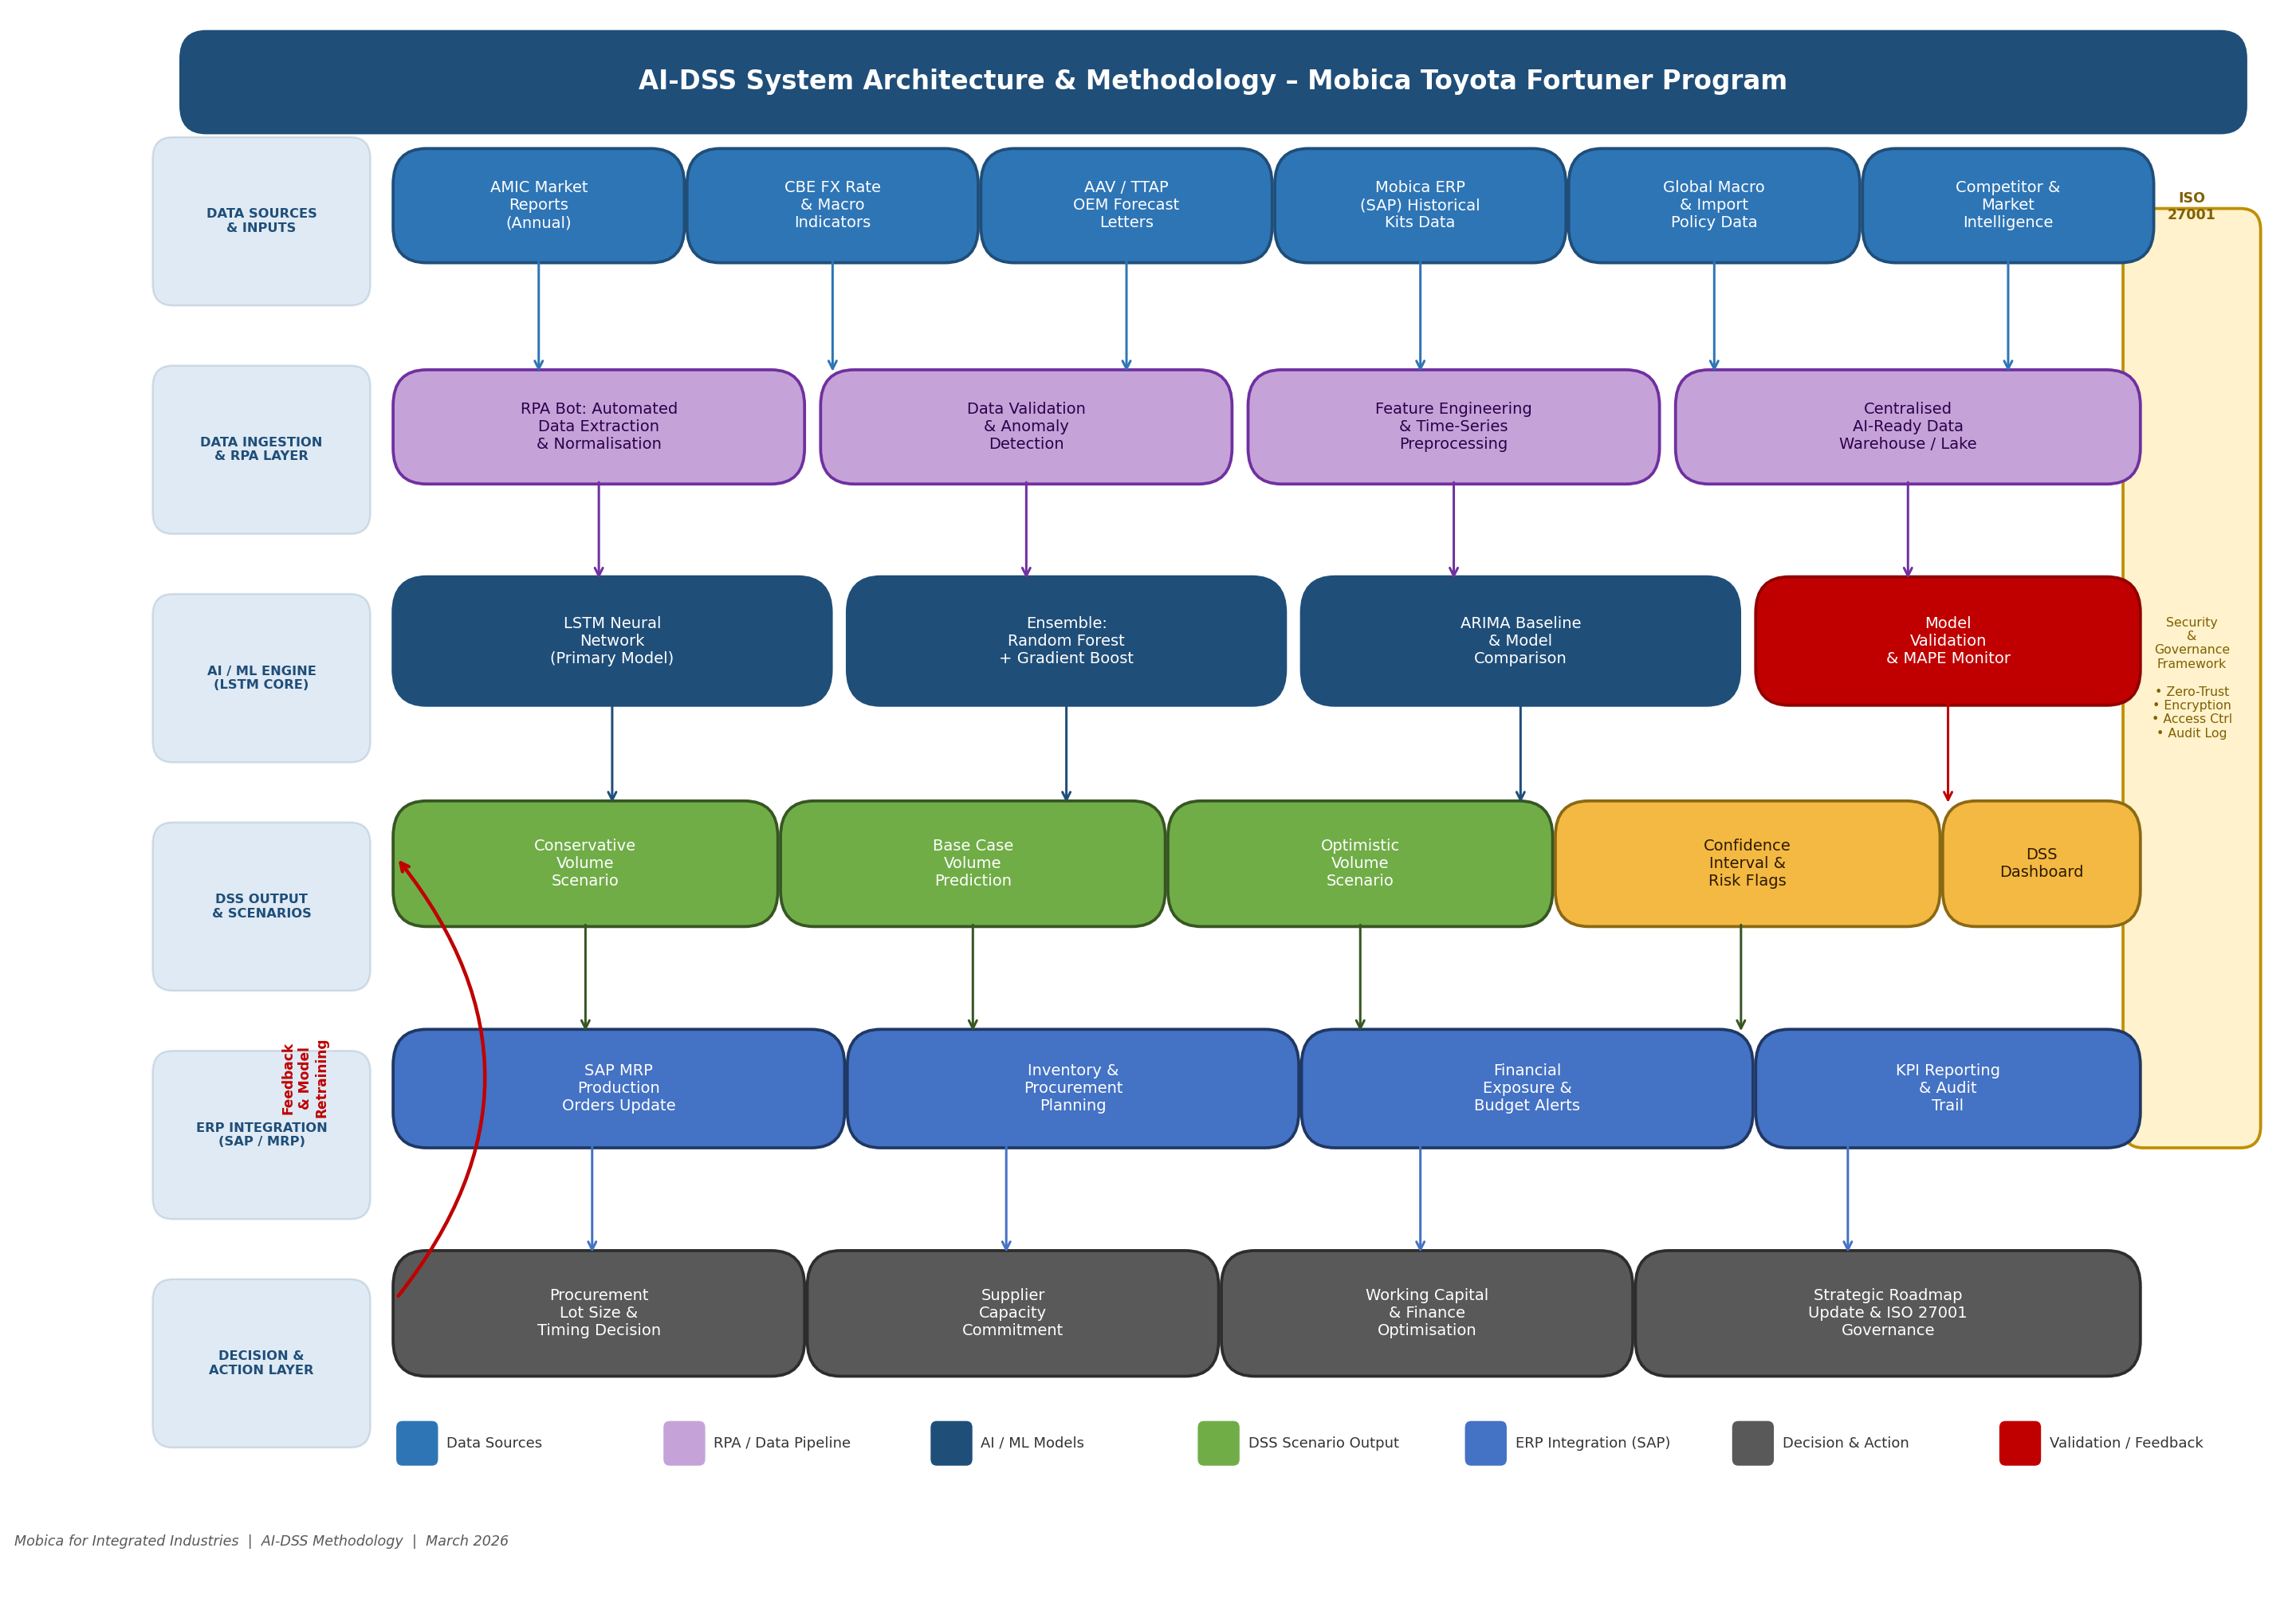 AI-DSS System Architecture & Methodology – Mobica Toyota Fortuner Program
DATA SOURCES
& INPUTS
AMIC Market
Reports
(Annual)
CBE FX Rate
& Macro
Indicators
AAV / TTAP
OEM Forecast
Letters
Mobica ERP
(SAP) Historical
Kits Data
Global Macro
& Import
Policy Data
Competitor &
Market
Intelligence
ISO
27001
DATA INGESTION
& RPA LAYER
RPA Bot: Automated
Data Extraction
& Normalisation
Data Validation
& Anomaly
Detection
Feature Engineering
& Time-Series
Preprocessing
Centralised
AI-Ready Data
Warehouse / Lake
AI / ML ENGINE
(LSTM CORE)
LSTM Neural
Network
(Primary Model)
Ensemble:
Random Forest
+ Gradient Boost
ARIMA Baseline
& Model
Comparison
Model
Validation
& MAPE Monitor
Security
&
Governance
Framework
• Zero-Trust
• Encryption
• Access Ctrl
• Audit Log
DSS OUTPUT
& SCENARIOS
Conservative
Volume
Scenario
Base Case
Volume
Prediction
Optimistic
Volume
Scenario
Confidence
Interval &
Risk Flags
DSS
Dashboard
Feedback
& Model
Retraining
ERP INTEGRATION
(SAP / MRP)
SAP MRP
Production
Orders Update
Inventory &
Procurement
Planning
Financial
Exposure &
Budget Alerts
KPI Reporting
& Audit
Trail
DECISION &
ACTION LAYER
Procurement
Lot Size &
Timing Decision
Supplier
Capacity
Commitment
Working Capital
& Finance
Optimisation
Strategic Roadmap
Update & ISO 27001
Governance
Data Sources
RPA / Data Pipeline
AI / ML Models
DSS Scenario Output
ERP Integration (SAP)
Decision & Action
Validation / Feedback
Mobica for Integrated Industries | AI-DSS Methodology | March 2026